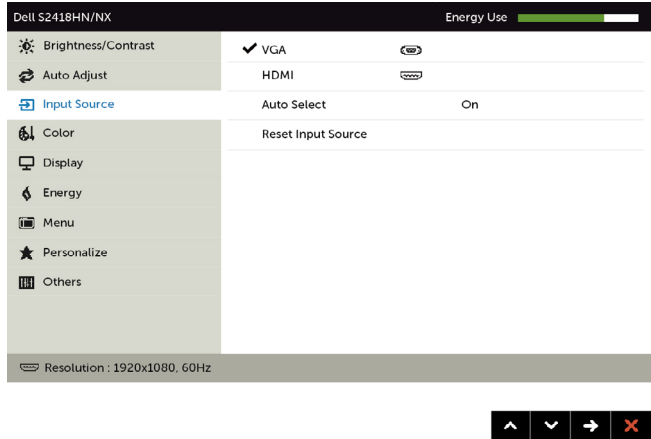 Dell S2418HN/NX
Energy Use
Brightness/Contrast
Auto Adjust
Input Source
Color
Display
Energy
Menu
Personalize
Others
VGA
HDMI
Auto Select On
Reset Input Source
Resolution : 1920x1080, 60Hz